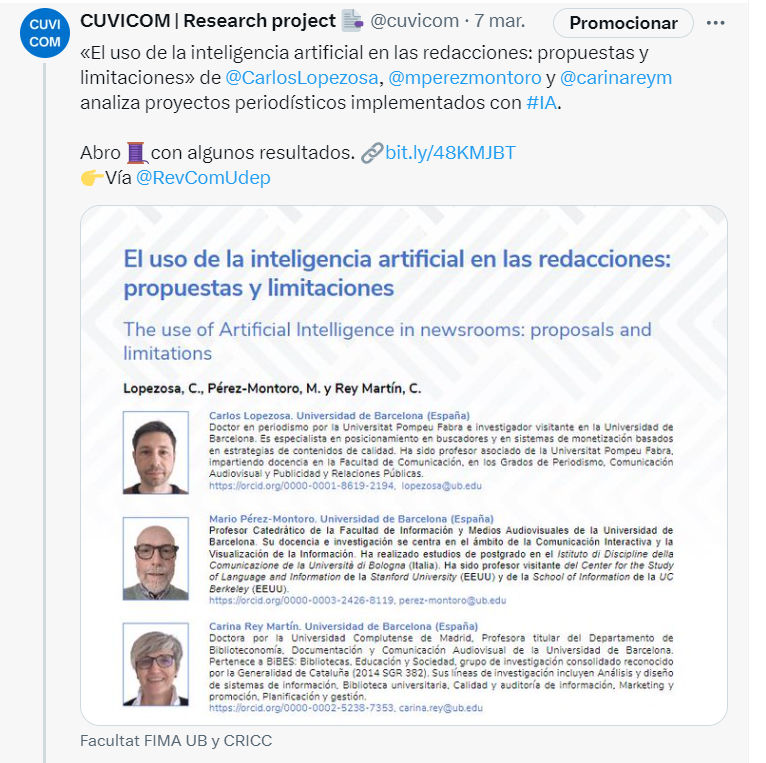 CUVI
COM
CUVICOM | Research project @cuvicom · 7 mar.
Promocionar
«El uso de la inteligencia artificial en las redacciones: propuestas y
limitaciones» de @CarlosLopezosa, @mperezmontoro y @carinareym
analiza proyectos periodísticos implementados con #IA.
Abro con algunos resultados. bit.ly/48KMJBT
Vía @RevComUdep
El uso de la inteligencia artificial en las redacciones:
propuestas y limitaciones
The use of Artificial Intelligence in newsrooms: proposals and
limitations
Lopezosa, C., Pérez-Montoro, M. y Rey Martín, C.
Carlos Lopezosa. Universidad de Barcelona (España)
Doctor en periodismo por la Universitat Pompeu Fabra e investigador visitante en la Universidad de
Barcelona. Es especialista en posicionamiento en buscadores y en sistemas de monetización basados
en estrategias de contenidos de calidad. Ha sido profesor asociado de la Universitat Pompeu Fabra,
impartiendo docencia en la Facultad de Comunicación, en los Grados de Periodismo, Comunicación
Audiovisual y Publicidad y Relaciones Públicas.
https://orcid.org/0000-0001-8619-2194, lopezosa@ub.edu
Mario Pérez-Montoro. Universidad de Barcelona (España)
Profesor Catedrático de la Facultad de Información y Medios Audiovisuales de la Universidad de
Barcelona. Su docencia e investigación se centra en el ámbito de la Comunicación Interactiva y la
Visualización de la Información. Ha realizado estudios de postgrado en el Istituto di Discipline della
Comunicazione de la Università di Bologna (Italia). Ha sido profesor visitante del Center for the Study
of Language and Information de la Stanford University (EEUU) y de la School of Information de la UC
Berkeley (EEUU).
https://orcid.org/0000-0003-2426-8119, perez-montoro@ub.edu
Carina Rey Martín. Universidad de Barcelona (España)
Doctora por la Universidad Complutense de Madrid, Profesora titular del Departamento de
Biblioteconomía, Documentación y Comunicación Audiovisual de la Universidad de Barcelona.
Pertenece a BIBES: Bibliotecas, Educación y Sociedad, grupo de investigación consolidado reconocido
por la Generalidad de Cataluña (2014 SGR 382). Sus líneas de investigación incluyen Análisis y diseño
de sistemas de información, Biblioteca universitaria, Calidad y auditoría de información, Marketing y
promoción, Planificación y gestión.
https://orcid.org/0000-0002-5238-7353, carina.rey@ub.edu
Facultat FIMA UB y CRICC